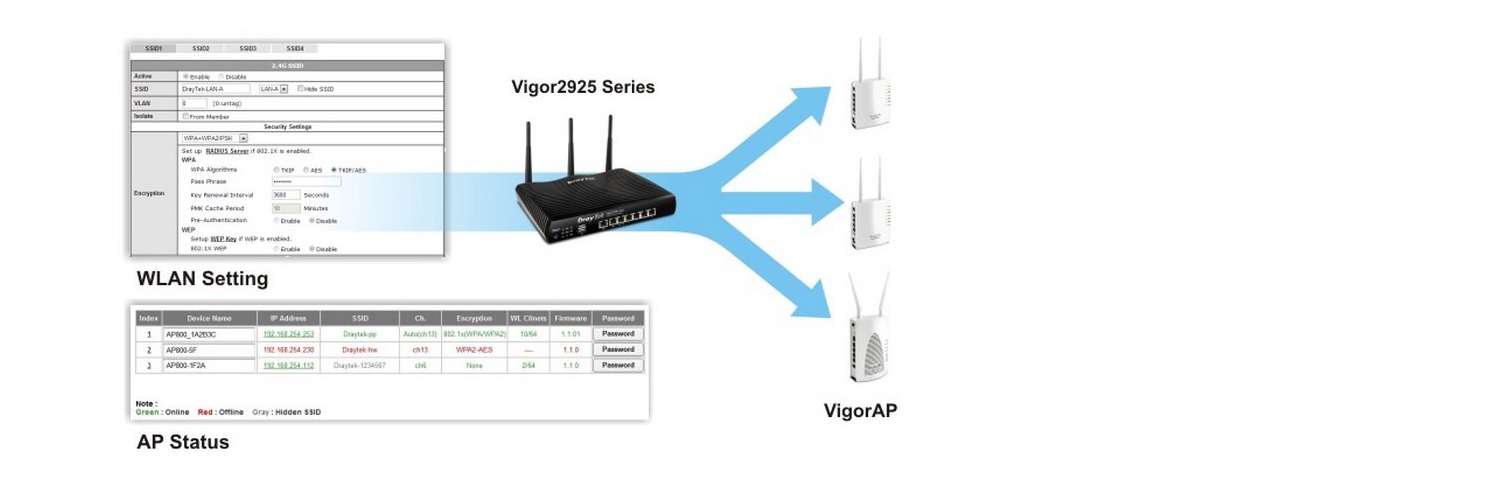 SSID1 SSID2 SSID3 SSID4
2.4G SSID
Active Enable Disable
SSID DrayTek-LAN-A LAN-A Hide SSID
VLAN 0 (0:untag)
Isolate From Member
Security Settings
WPA+WPA2/PSK
Set up RADIUS Server if 802.1X is enabled.
WPA
WPA Algorithms TKIP AES TKIP/AES
Pass Phrase •••••••
Encryption Key Renewal Interval 3600 Seconds
PMK Cache Period 10 Minutes
Pre-Authentication Enable Disable
WEP
Setup WEP Key if WEP is enabled.
802.1X WEP Enable Disable
WLAN Setting
Vigor2925 Series
DrayTek
VigorAP
Index Device Name IP Address SSID Ch. Encryption WL Clinets Firmware Password
1 AP800_1A2B3C 192.168.254.253 Draytek-pp Auto(ch13) 802.1x(WPA/WPA2) 10/64 1.1.01 Password
2 AP800-5F 192.168.254.230 Draytek-hw ch13 WPA2-AES — 1.1.0 Password
3 AP800-1F2A 192.168.254.112 Draytek-1234567 ch6 None 2/64 1.1.0 Password
Note :
Green : Online Red : Offline Gray : Hidden SSID
AP Status